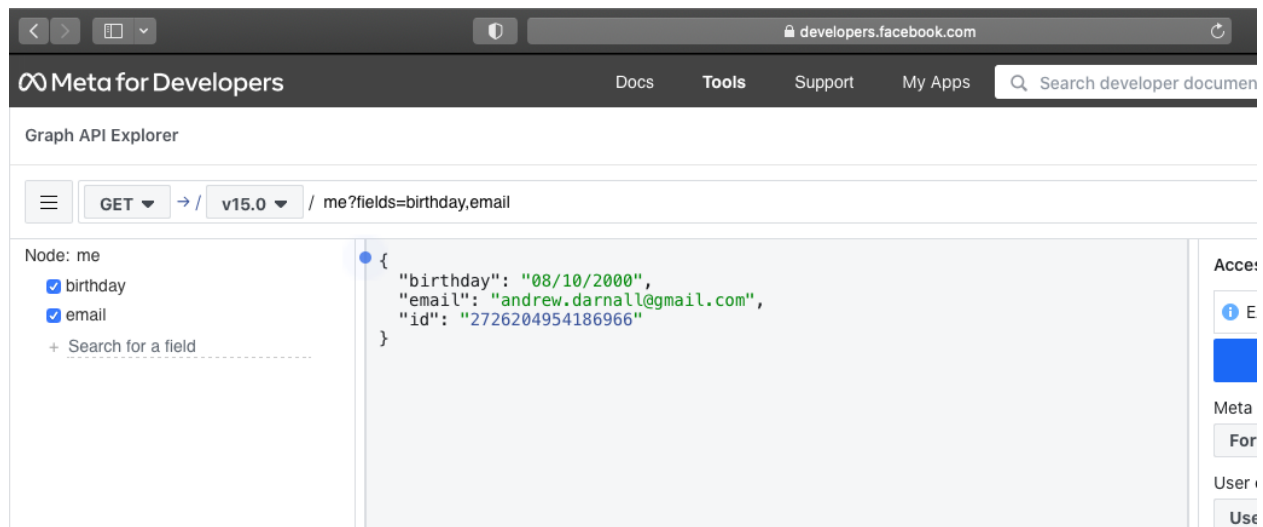 developers.facebook.com
Meta for Developers Docs Tools Support My Apps Search developer documen
Graph API Explorer
GET → / v15.0 / me?fields=birthday,email
Node: me
birthday
email
+ Search for a field
{
"birthday": "08/10/2000",
"email": "andrew.darnall@gmail.com",
"id": "2726204954186966"
}
Acces
E
Meta
For
User
Use